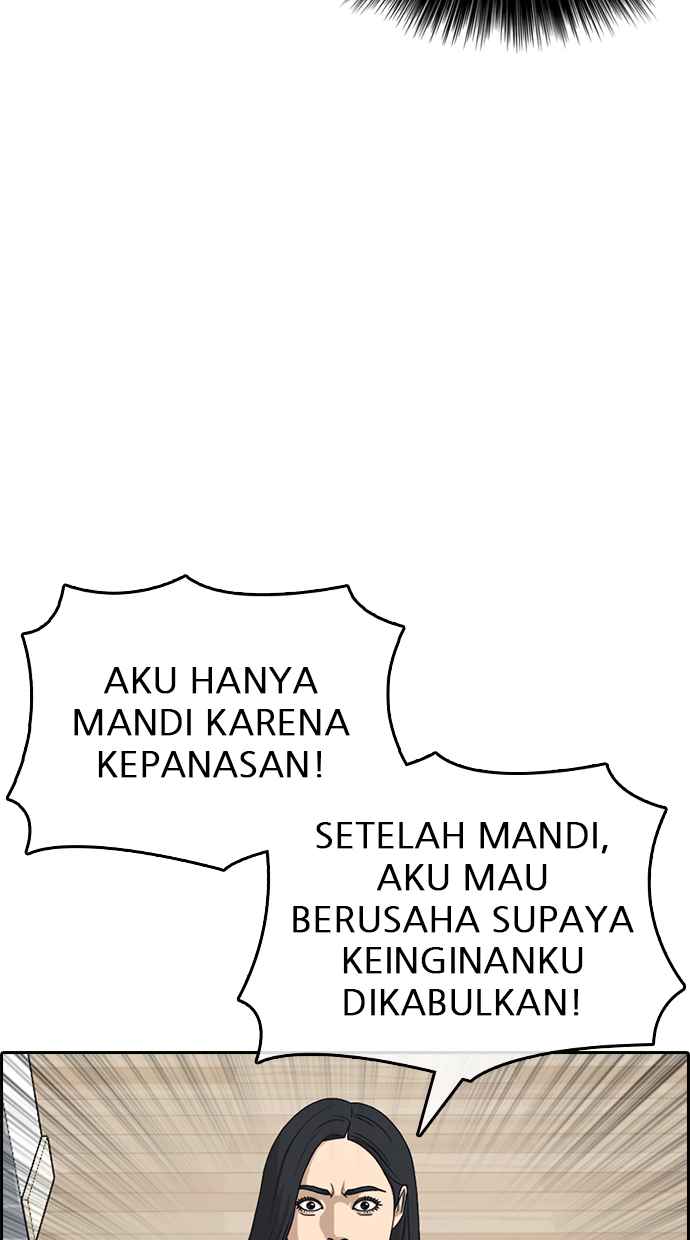 AKU HANYA
MANDI KARENA
KEPANASAN!
SETELAH MANDI,
AKU MAU
BERUSAHA SUPAYA
KEINGINANKU
DIKABULKAN!